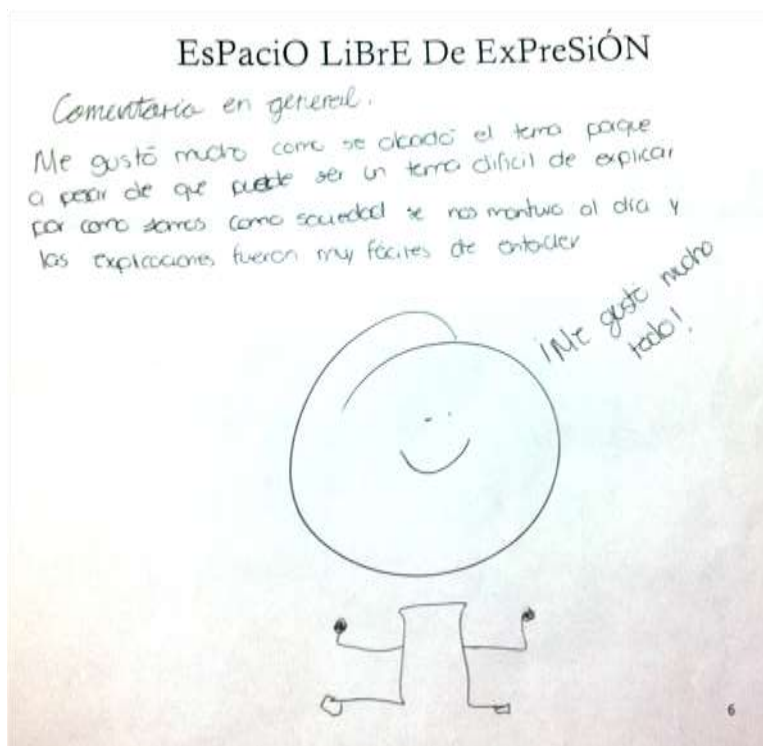 EsPaciO LiBrE De ExPreSiÓN
Comentario en general.
Me gustó mucho como se abordó el tema porque
a pesar de que puede ser un tema dificil de explicar
por como somos como sociedad se nos mantuvo al día y
las explicaciones fueron muy fáciles de entender
¡Me gustó mucho
todo!
6